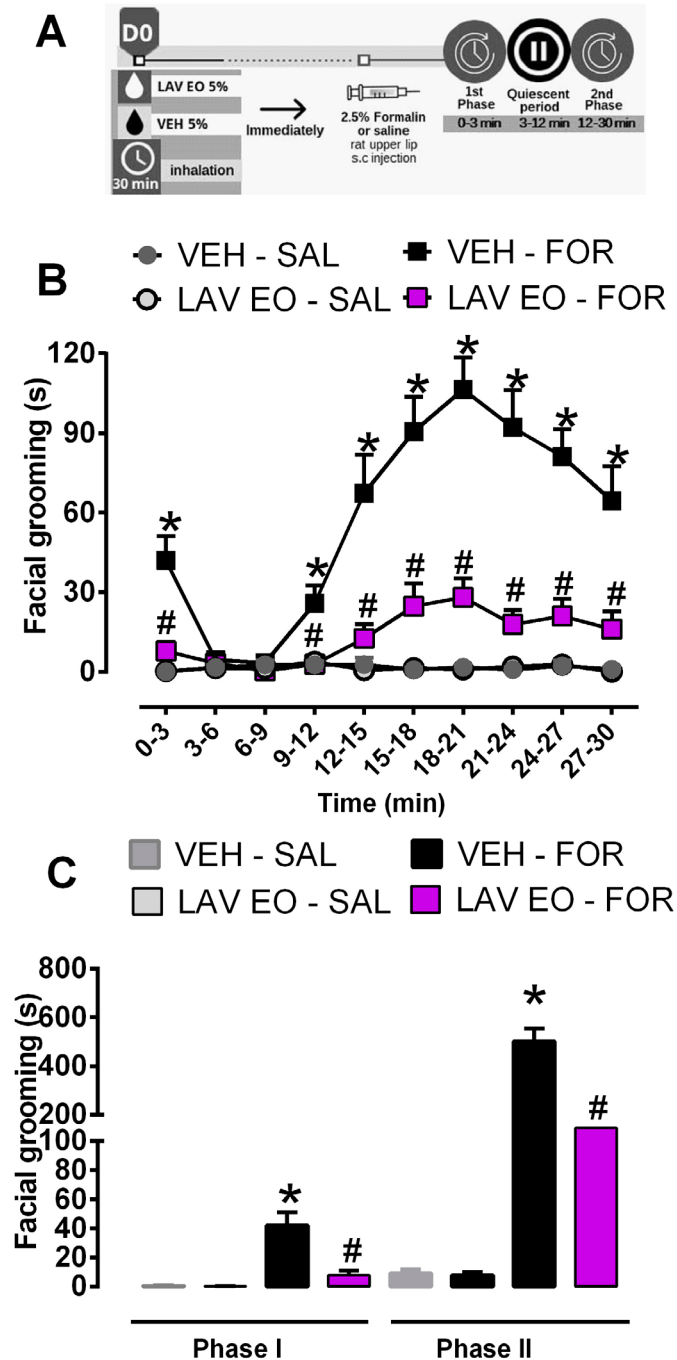 A
D0
LAV EO 5%
VEH 5%
30 min
inhalation
Immediately
2.5% Formalin
or saline
rat upper lip
s.c injection
1st
Phase
0-3 min
Quiescent
period
3-12 min
2nd
Phase
12-30 min
B
VEH - SAL
VEH - FOR
LAV EO - SAL
LAV EO - FOR
Facial grooming (s)
120
90
60
30
0
*
*
*
*
*
*
*
*
#
#
#
#
#
#
#
#
0-3
3-6
6-9
9-12
12-15
15-18
18-21
21-24
24-27
27-30
Time (min)
C
VEH - SAL
VEH - FOR
LAV EO - SAL
LAV EO - FOR
Facial grooming (s)
800
600
400
200
100
80
60
40
20
0
*
#
*
#
Phase I
Phase II